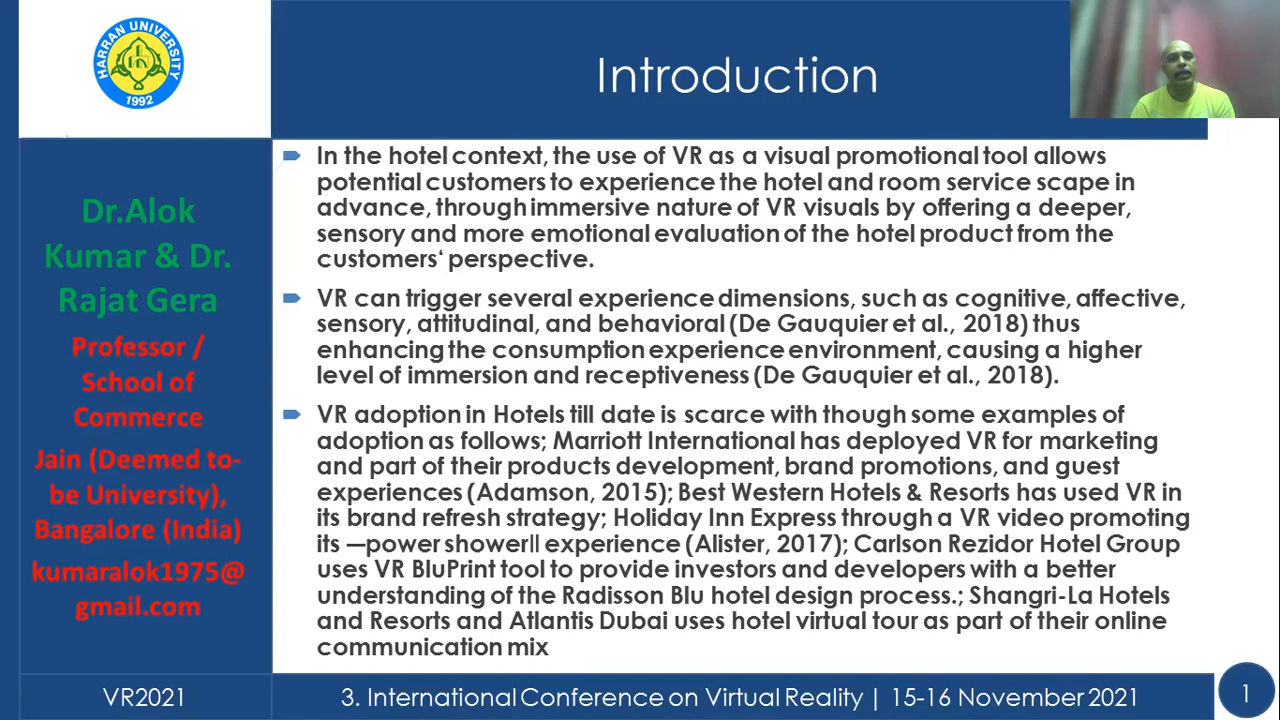 HARRAN UNIVERSITY
1992
Introduction
Dr.Alok
Kumar & Dr.
Rajat Gera
Professor /
School of
Commerce
Jain (Deemed to-
be University),
Bangalore (India)
kumaralok1975@
gmail.com
In the hotel context, the use of VR as a visual promotional tool allows
potential customers to experience the hotel and room service scape in
advance, through immersive nature of VR visuals by offering a deeper,
sensory and more emotional evaluation of the hotel product from the
customers‘ perspective.
VR can trigger several experience dimensions, such as cognitive, affective,
sensory, attitudinal, and behavioral (De Gauquier et al., 2018) thus
enhancing the consumption experience environment, causing a higher
level of immersion and receptiveness (De Gauquier et al., 2018).
VR adoption in Hotels till date is scarce with though some examples of
adoption as follows; Marriott International has deployed VR for marketing
and part of their products development, brand promotions, and guest
experiences (Adamson, 2015); Best Western Hotels & Resorts has used VR in
its brand refresh strategy; Holiday Inn Express through a VR video promoting
its ―power shower‖ experience (Alister, 2017); Carlson Rezidor Hotel Group
uses VR BluPrint tool to provide investors and developers with a better
understanding of the Radisson Blu hotel design process.; Shangri-La Hotels
and Resorts and Atlantis Dubai uses hotel virtual tour as part of their online
communication mix
VR2021
3. International Conference on Virtual Reality | 15-16 November 2021
1